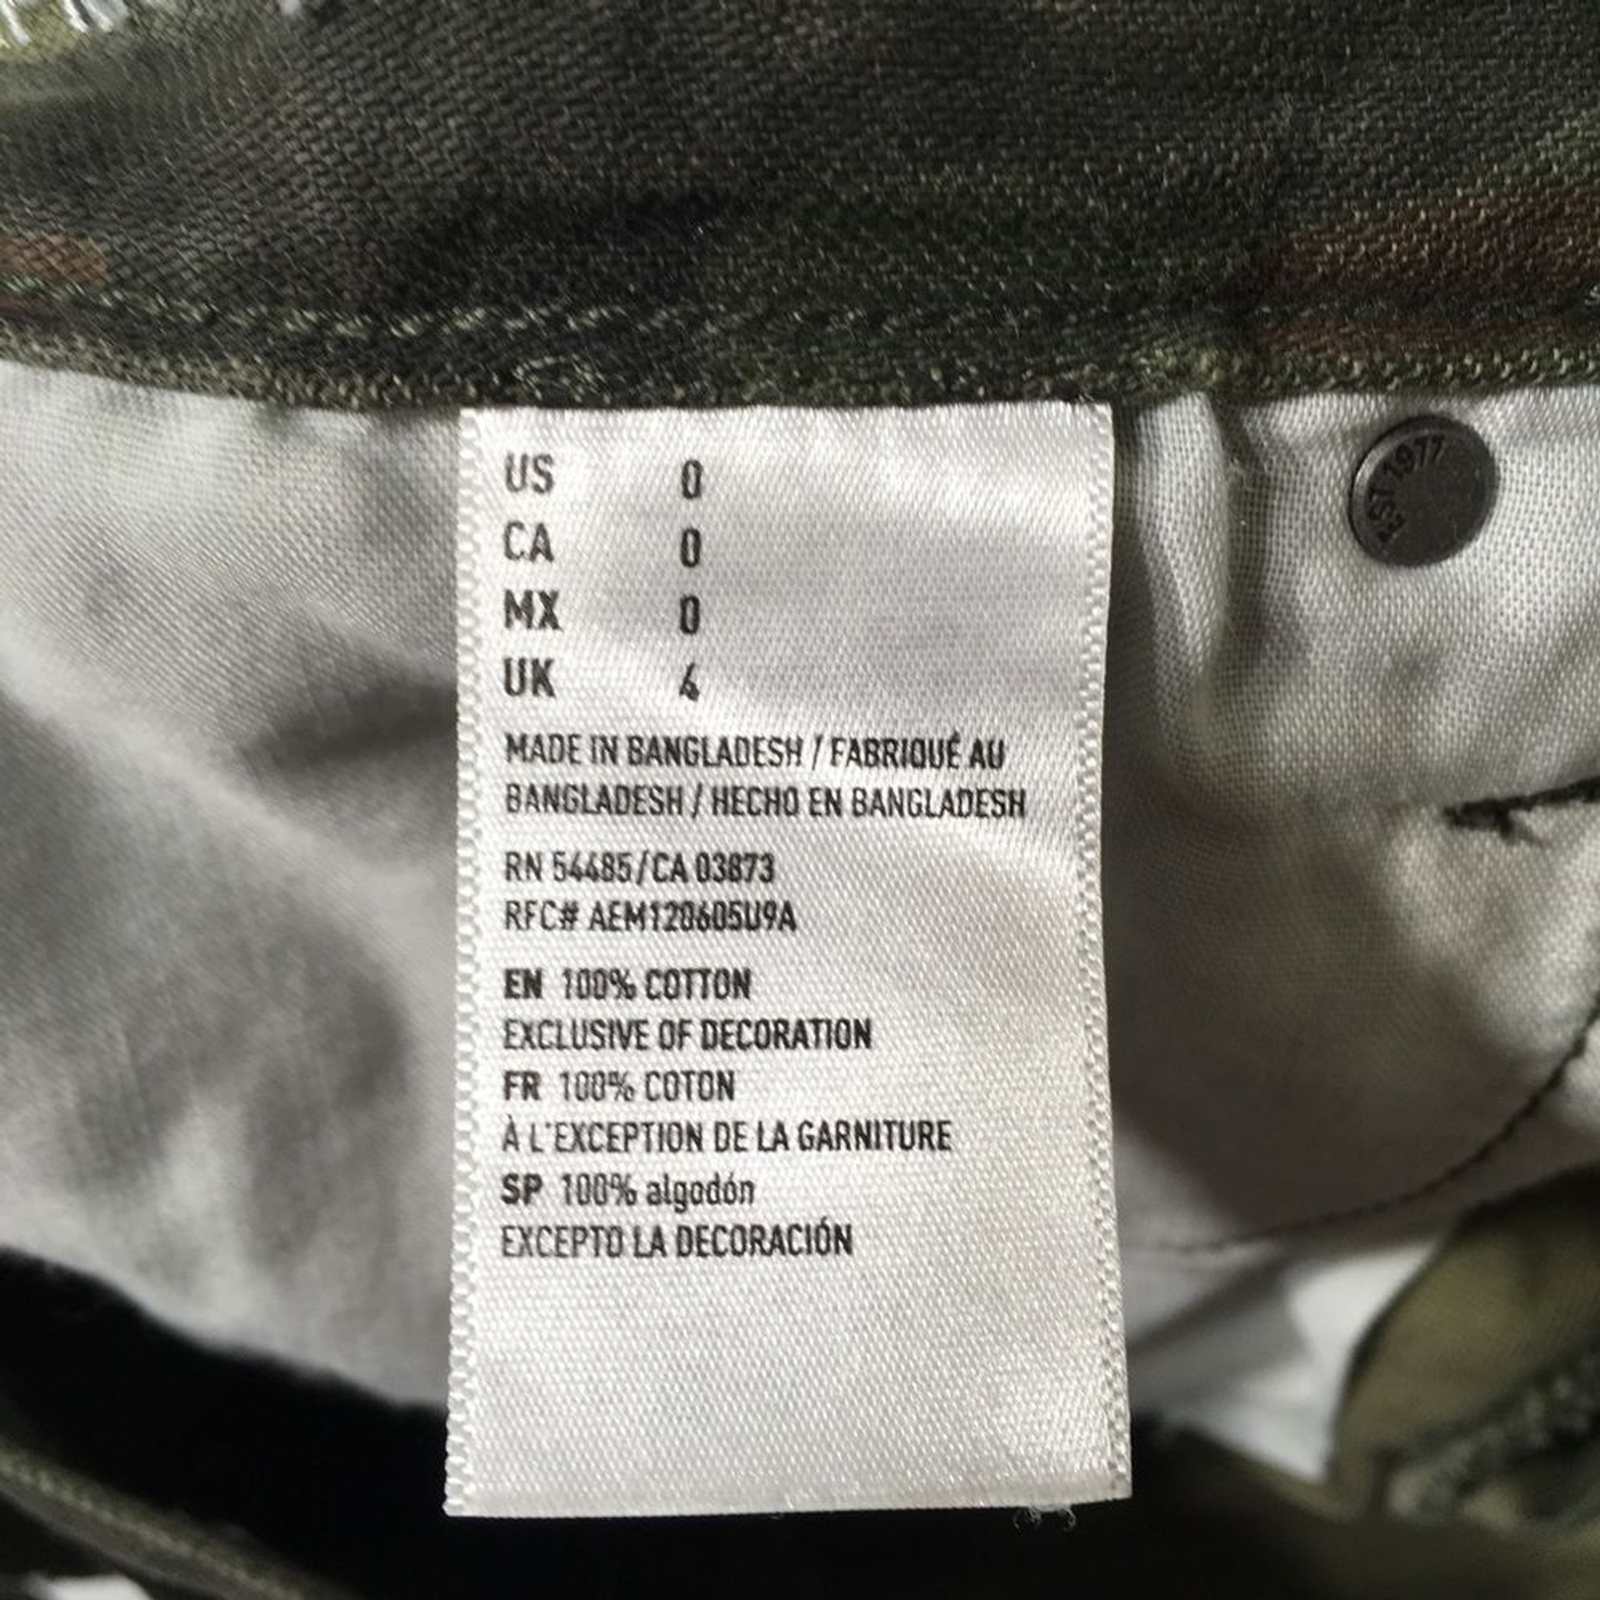 US 0
CA 0
MX 0
UK 4
MADE IN BANGLADESH / FABRIQUÉ AU
BANGLADESH / HECHO EN BANGLADESH
RN 54485/CA 03873
RFC# AEM120605U9A
EN 100% COTTON
EXCLUSIVE OF DECORATION
FR 100% COTON
À L'EXCEPTION DE LA GARNITURE
SP 100% algodón
EXCEPTO LA DECORACIÓN
EST 1977